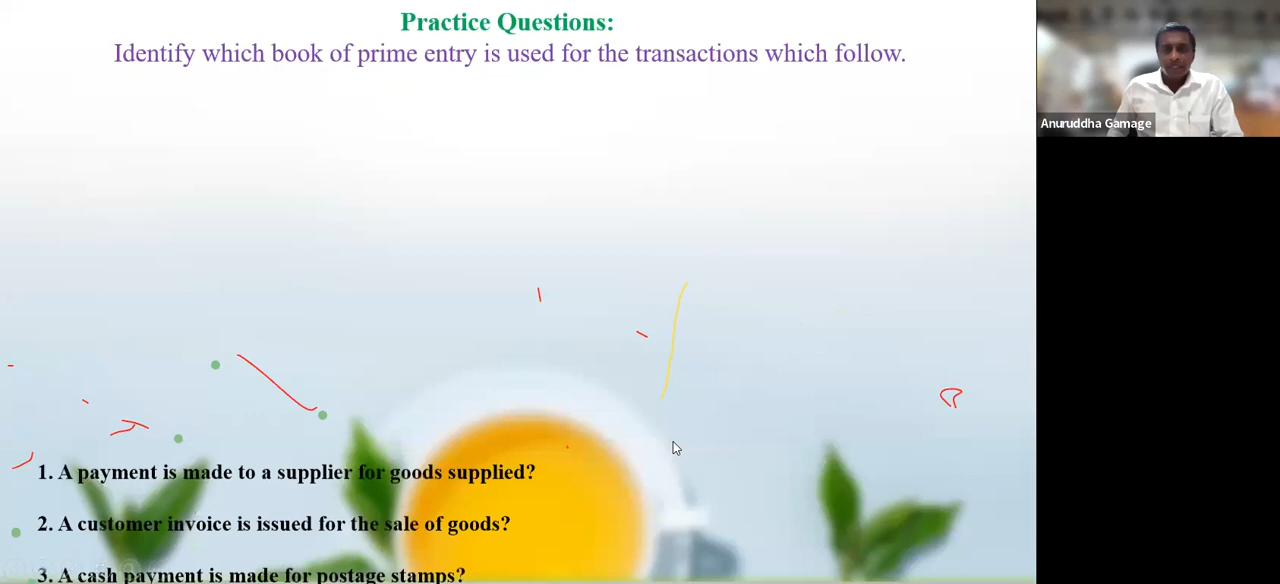 Practice Questions:
Identify which book of prime entry is used for the transactions which follow.
Anuruddha Gamage
1. A payment is made to a supplier for goods supplied?
2. A customer invoice is issued for the sale of goods?
3. A cash payment is made for postage stamps?